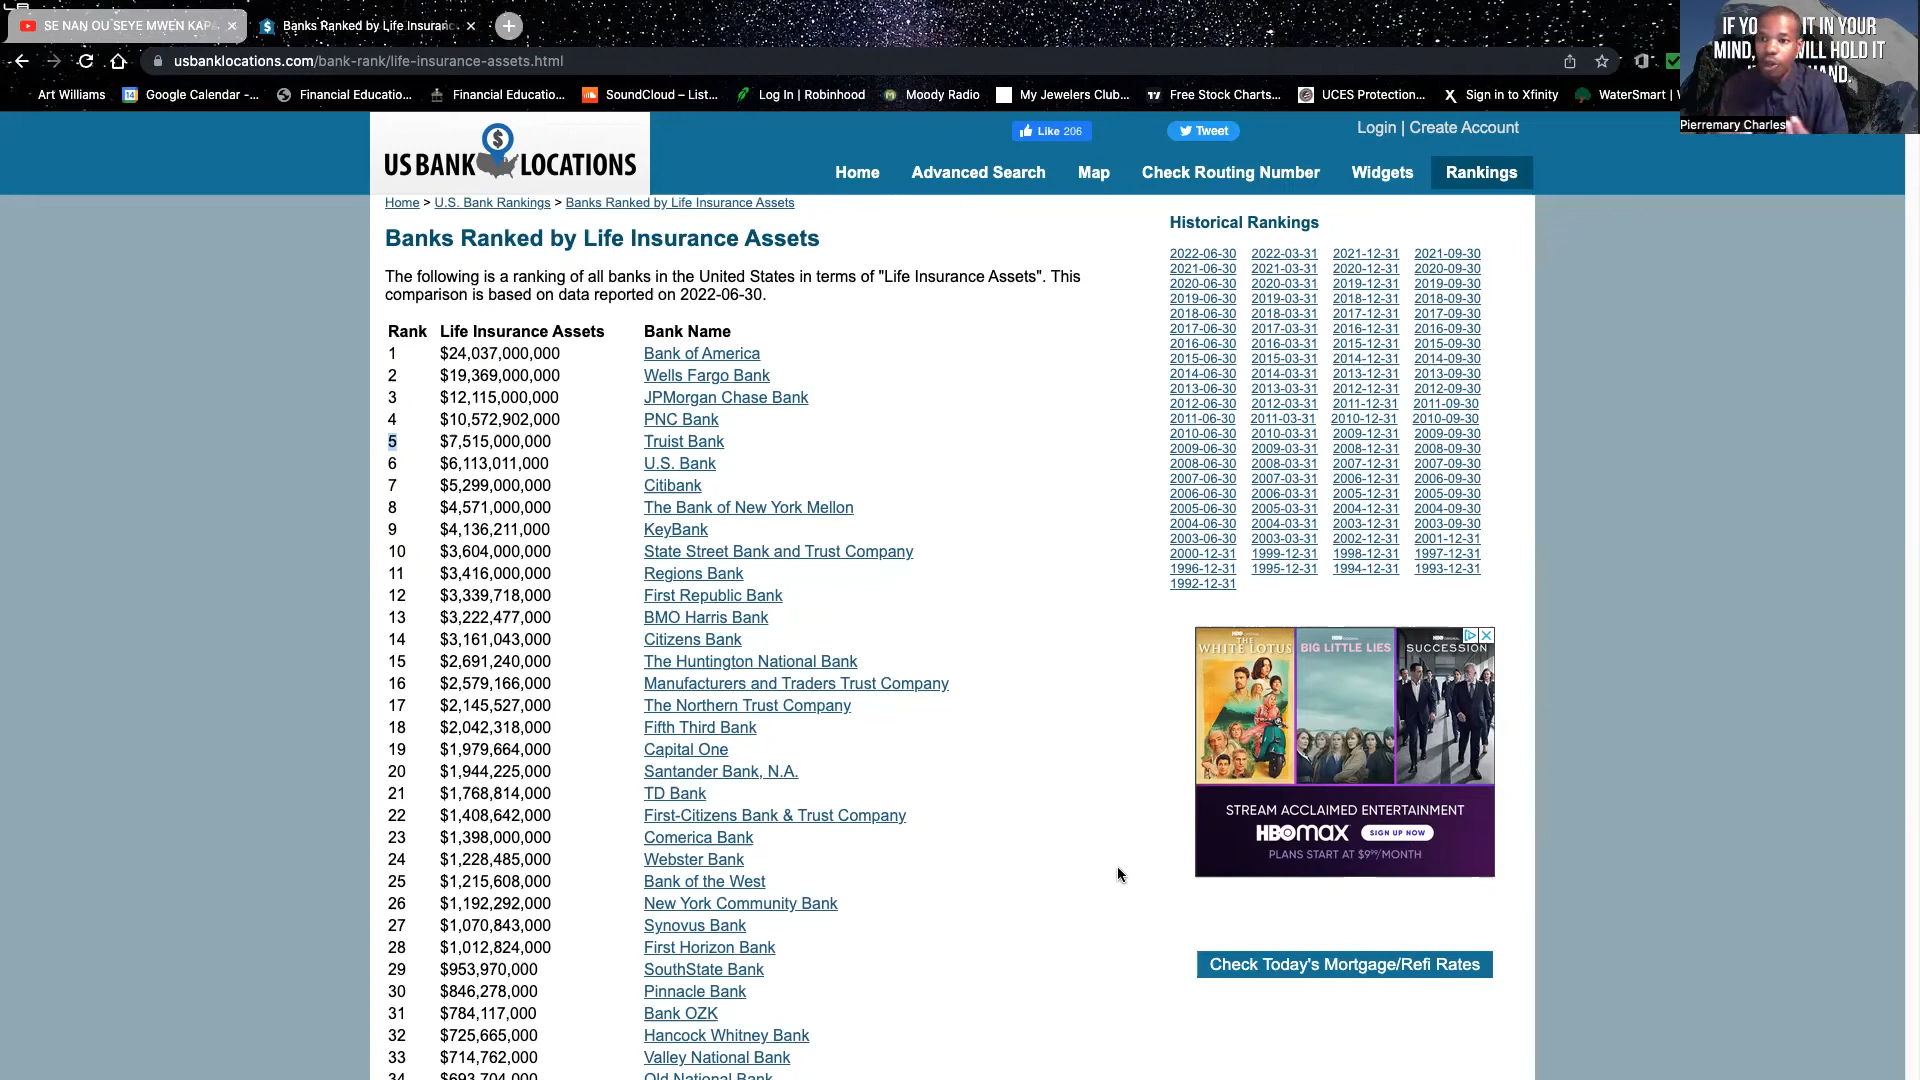 SE NAN OU SEYE MWEN KAPA
Banks Ranked by Life Insuranc
usbanklocations.com/bank-rank/life-insurance-assets.html
Art Williams
Google Calendar -...
Financial Educatio...
Financial Educatio...
SoundCloud – List...
Log In | Robinhood
Moody Radio
My Jewelers Club...
Free Stock Charts...
UCES Protection...
Sign in to Xfinity
WaterSmart |
IF YO IT IN YOUR
MIND, WILL HOLD IT
AND.
Pierremary Charles
US BANK LOCATIONS
Like 206
Tweet
Login | Create Account
Home Advanced Search Map Check Routing Number Widgets Rankings
Home > U.S. Bank Rankings > Banks Ranked by Life Insurance Assets
Banks Ranked by Life Insurance Assets
The following is a ranking of all banks in the United States in terms of "Life Insurance Assets". This
comparison is based on data reported on 2022-06-30.
Rank Life Insurance Assets Bank Name
1 $24,037,000,000 Bank of America
2 $19,369,000,000 Wells Fargo Bank
3 $12,115,000,000 JPMorgan Chase Bank
4 $10,572,902,000 PNC Bank
5 $7,515,000,000 Truist Bank
6 $6,113,011,000 U.S. Bank
7 $5,299,000,000 Citibank
8 $4,571,000,000 The Bank of New York Mellon
9 $4,136,211,000 KeyBank
10 $3,604,000,000 State Street Bank and Trust Company
11 $3,416,000,000 Regions Bank
12 $3,339,718,000 First Republic Bank
13 $3,222,477,000 BMO Harris Bank
14 $3,161,043,000 Citizens Bank
15 $2,691,240,000 The Huntington National Bank
16 $2,579,166,000 Manufacturers and Traders Trust Company
17 $2,145,527,000 The Northern Trust Company
18 $2,042,318,000 Fifth Third Bank
19 $1,979,664,000 Capital One
20 $1,944,225,000 Santander Bank, N.A.
21 $1,768,814,000 TD Bank
22 $1,408,642,000 First-Citizens Bank & Trust Company
23 $1,398,000,000 Comerica Bank
24 $1,228,485,000 Webster Bank
25 $1,215,608,000 Bank of the West
26 $1,192,292,000 New York Community Bank
27 $1,070,843,000 Synovus Bank
28 $1,012,824,000 First Horizon Bank
29 $953,970,000 SouthState Bank
30 $846,278,000 Pinnacle Bank
31 $784,117,000 Bank OZK
32 $725,665,000 Hancock Whitney Bank
33 $714,762,000 Valley National Bank
34 $693,704,000 Old National Bank
Historical Rankings
2022-06-30 2022-03-31 2021-12-31 2021-09-30
2021-06-30 2021-03-31 2020-12-31 2020-09-30
2020-06-30 2020-03-31 2019-12-31 2019-09-30
2019-06-30 2019-03-31 2018-12-31 2018-09-30
2018-06-30 2018-03-31 2017-12-31 2017-09-30
2017-06-30 2017-03-31 2016-12-31 2016-09-30
2016-06-30 2016-03-31 2015-12-31 2015-09-30
2015-06-30 2015-03-31 2014-12-31 2014-09-30
2014-06-30 2014-03-31 2013-12-31 2013-09-30
2013-06-30 2013-03-31 2012-12-31 2012-09-30
2012-06-30 2012-03-31 2011-12-31 2011-09-30
2011-06-30 2011-03-31 2010-12-31 2010-09-30
2010-06-30 2010-03-31 2009-12-31 2009-09-30
2009-06-30 2009-03-31 2008-12-31 2008-09-30
2008-06-30 2008-03-31 2007-12-31 2007-09-30
2007-06-30 2007-03-31 2006-12-31 2006-09-30
2006-06-30 2006-03-31 2005-12-31 2005-09-30
2005-06-30 2005-03-31 2004-12-31 2004-09-30
2004-06-30 2004-03-31 2003-12-31 2003-09-30
2003-06-30 2003-03-31 2002-12-31 2001-12-31
2000-12-31 1999-12-31 1998-12-31 1997-12-31
1996-12-31 1995-12-31 1994-12-31 1993-12-31
1992-12-31
THE
WHITE LOTUS
BIG LITTLE LIES
SUCCESSION
STREAM ACCLAIMED ENTERTAINMENT
HBOMAX SIGN UP NOW
PLANS START AT $9⁹⁹/MONTH
Check Today's Mortgage/Refi Rates